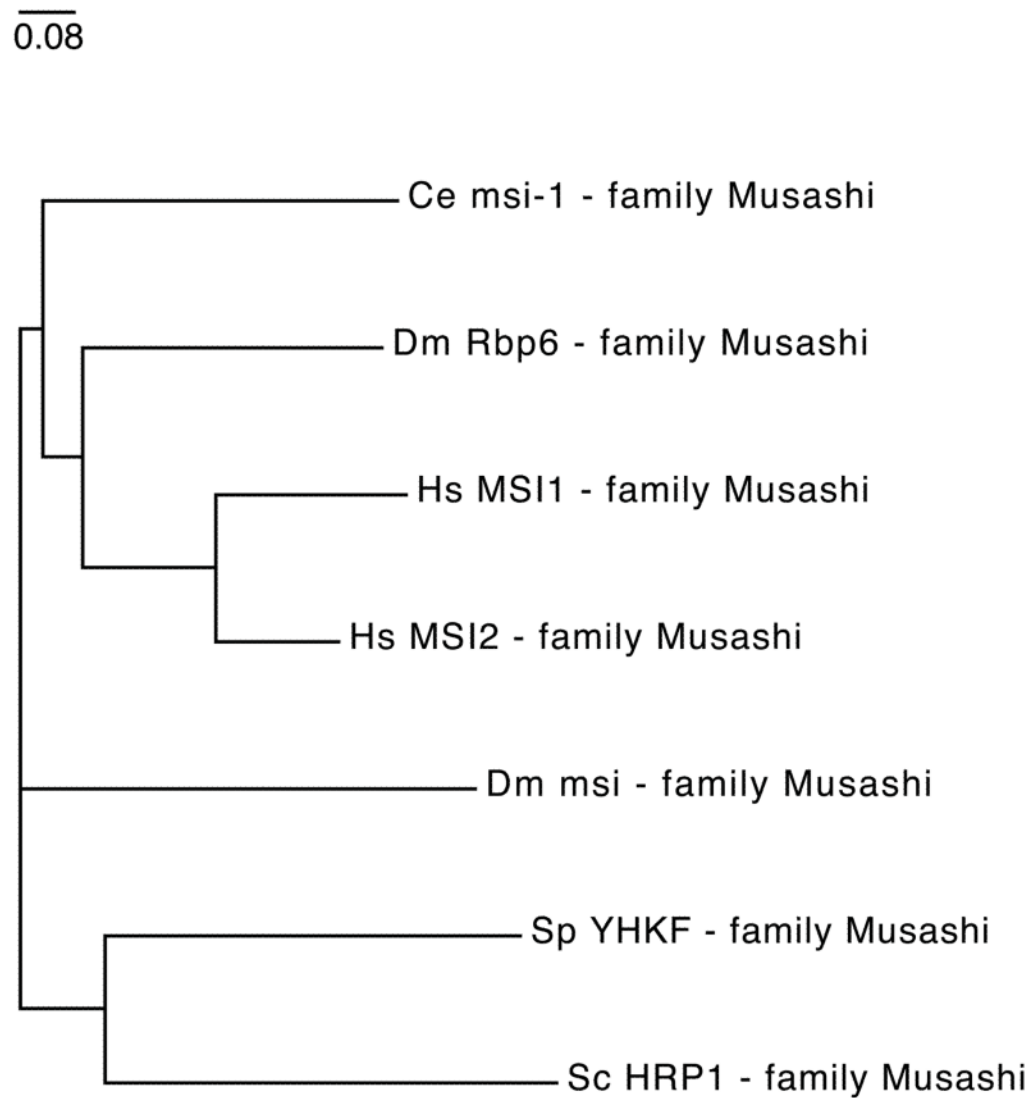 0.08
Ce msi-1 - family Musashi
Dm Rbp6 - family Musashi
Hs MSI1 - family Musashi
Hs MSI2 - family Musashi
Dm msi - family Musashi
Sp YHKF - family Musashi
Sc HRP1 - family Musashi